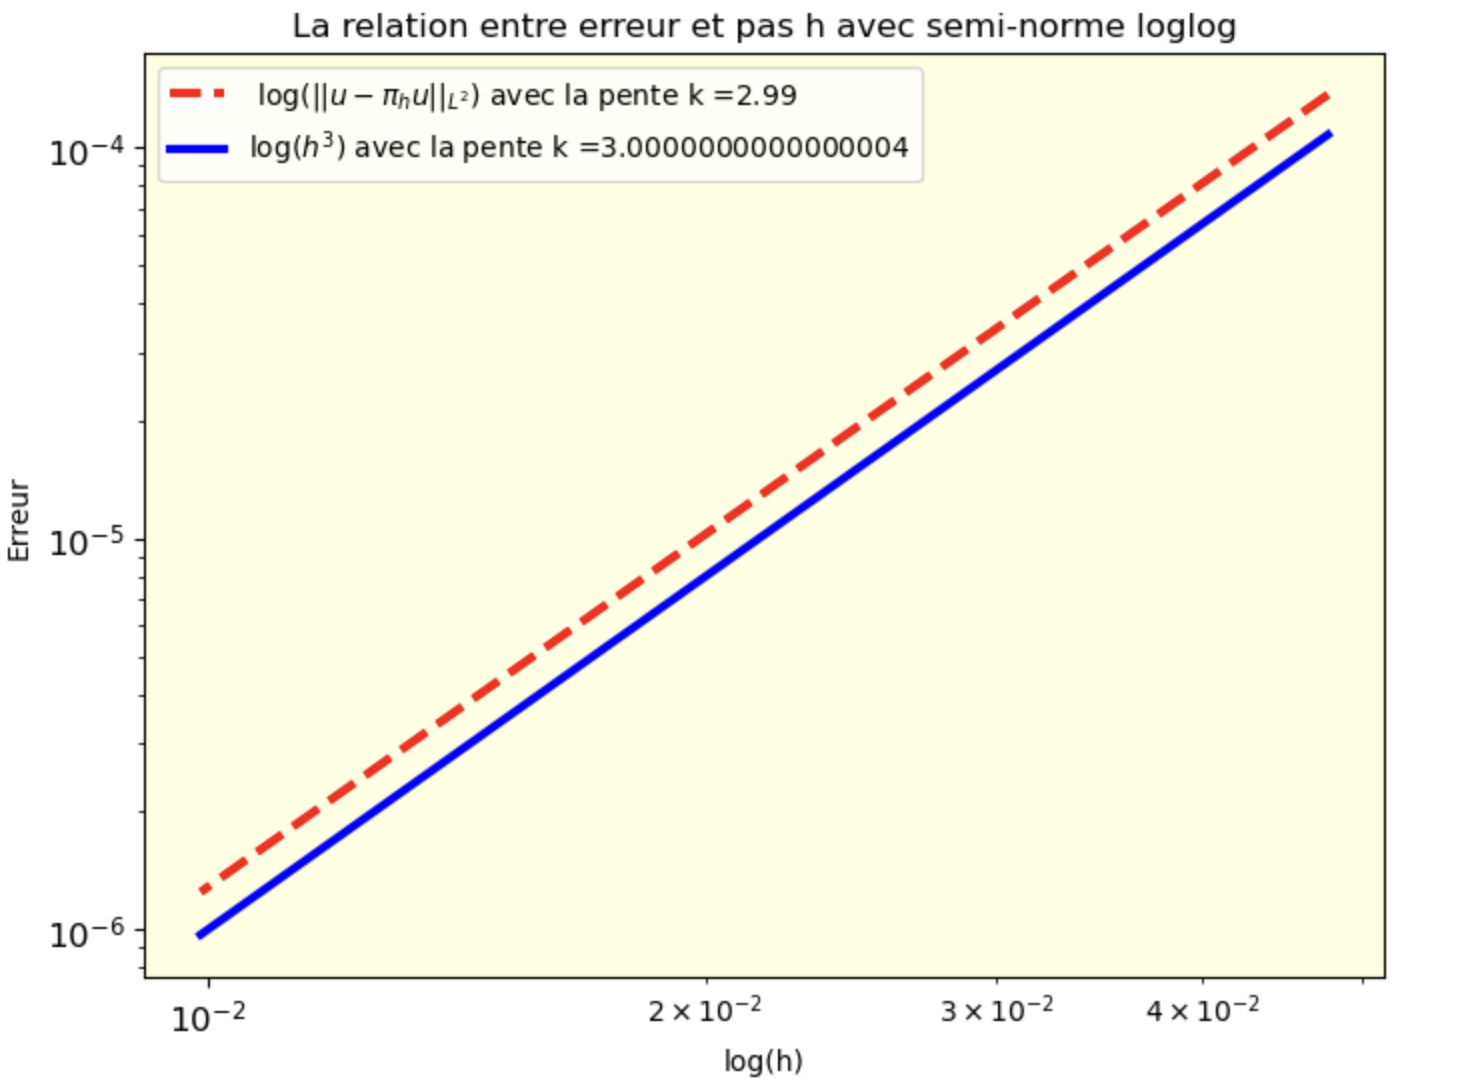 La relation entre erreur et pas h avec semi-norme loglog
log(||u − π_h u||_{L²}) avec la pente k =2.99
log(h³) avec la pente k =3.0000000000000004
Erreur
10⁻⁴
10⁻⁵
10⁻⁶
10⁻²
2 × 10⁻²
3 × 10⁻²
4 × 10⁻²
log(h)